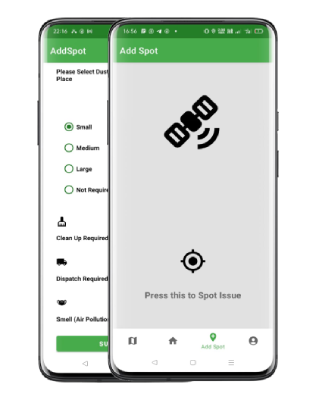 22:16
AddSpot
Please Select Dust
Place
Small
Medium
Large
Not Require
Clean Up Required
Dispatch Required
Smell (Air Pollutio
SU
16:56
Add Spot
Press this to Spot Issue
Add Spot